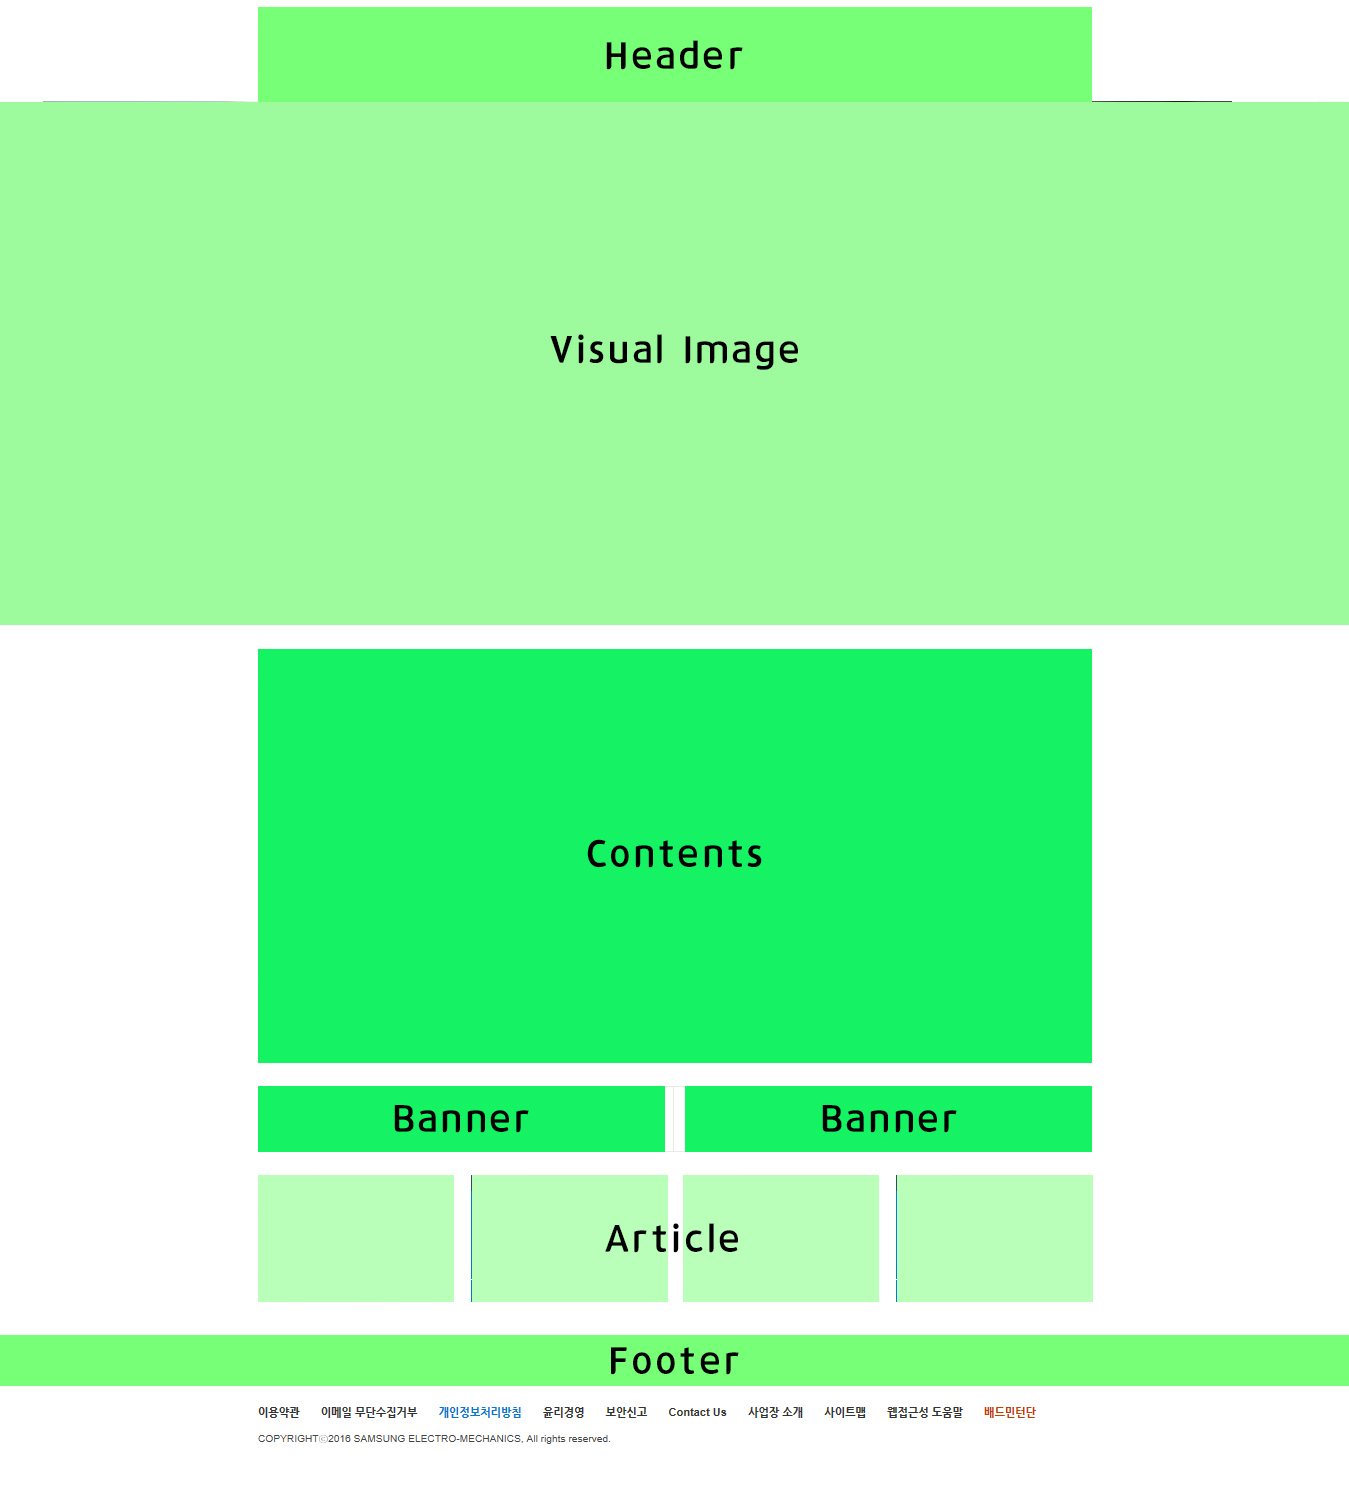 Header
Visual Image
Contents
Banner Banner
Article
Footer
이용약관 이메일 무단수집거부 개인정보처리방침 윤리경영 보안신고 Contact Us 사업장 소개 사이트맵 웹접근성 도움말 배드민턴단
COPYRIGHTⓒ2016 SAMSUNG ELECTRO-MECHANICS, All rights reserved.